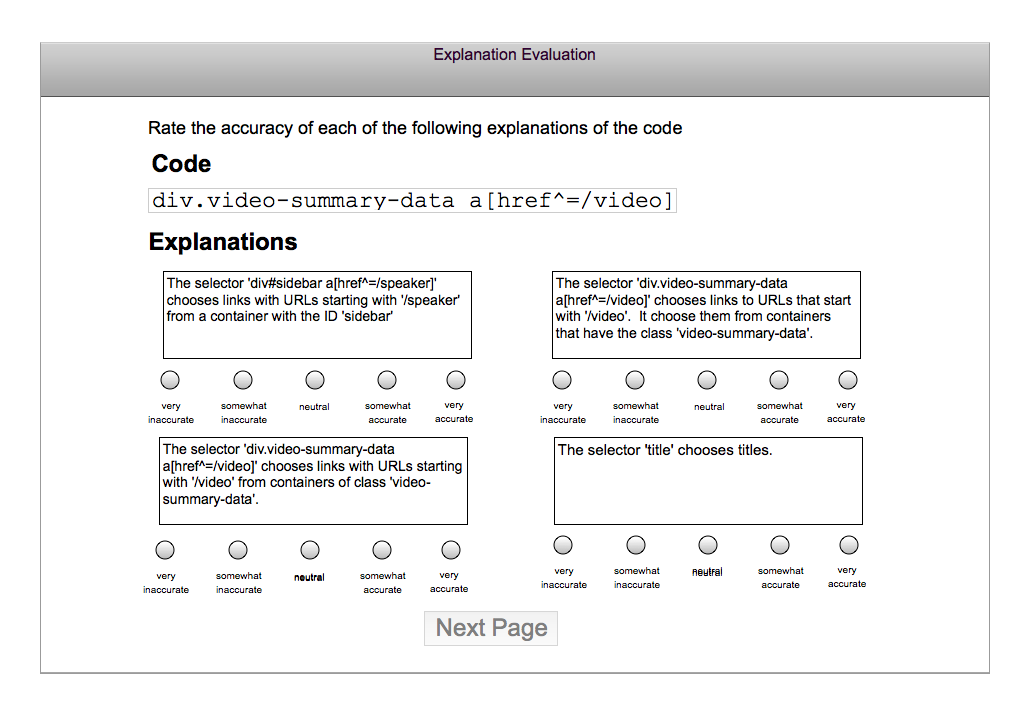 Explanation Evaluation
Rate the accuracy of each of the following explanations of the code
Code
div.video-summary-data a[href^=/video]
Explanations
The selector 'div#sidebar a[href^=/speaker]'
chooses links with URLs starting with '/speaker'
from a container with the ID 'sidebar'
very
inaccurate
somewhat
inaccurate
neutral
somewhat
accurate
very
accurate
The selector 'div.video-summary-data
a[href^=/video]' chooses links to URLs that start
with '/video'.  It choose them from containers
that have the class 'video-summary-data'.
very
inaccurate
somewhat
inaccurate
neutral
somewhat
accurate
very
accurate
The selector 'div.video-summary-data
a[href^=/video]' chooses links with URLs starting
with '/video' from containers of class 'video-
summary-data'.
very
inaccurate
somewhat
inaccurate
neutral
somewhat
accurate
very
accurate
The selector 'title' chooses titles.
very
inaccurate
somewhat
inaccurate
neutral
somewhat
accurate
very
accurate
Next Page